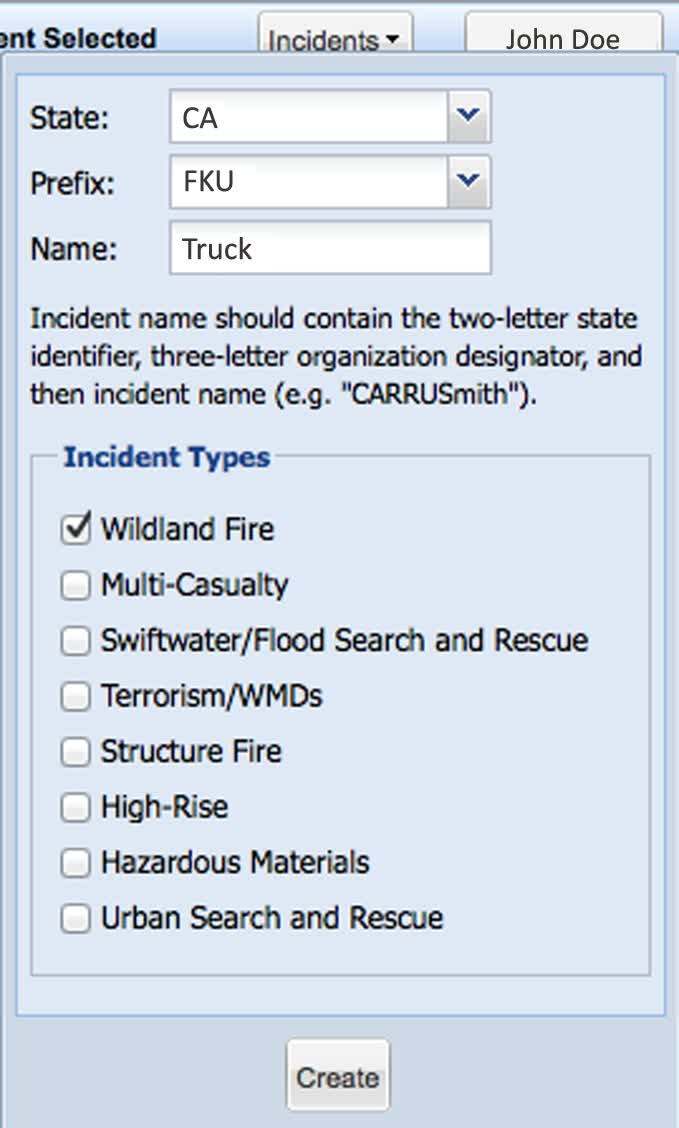 ent Selected Incidents John Doe
State: CA
Prefix: FKU
Name: Truck
Incident name should contain the two-letter state
identifier, three-letter organization designator, and
then incident name (e.g. "CARRUSmith").
Incident Types
Wildland Fire
Multi-Casualty
Swiftwater/Flood Search and Rescue
Terrorism/WMDs
Structure Fire
High-Rise
Hazardous Materials
Urban Search and Rescue
Create